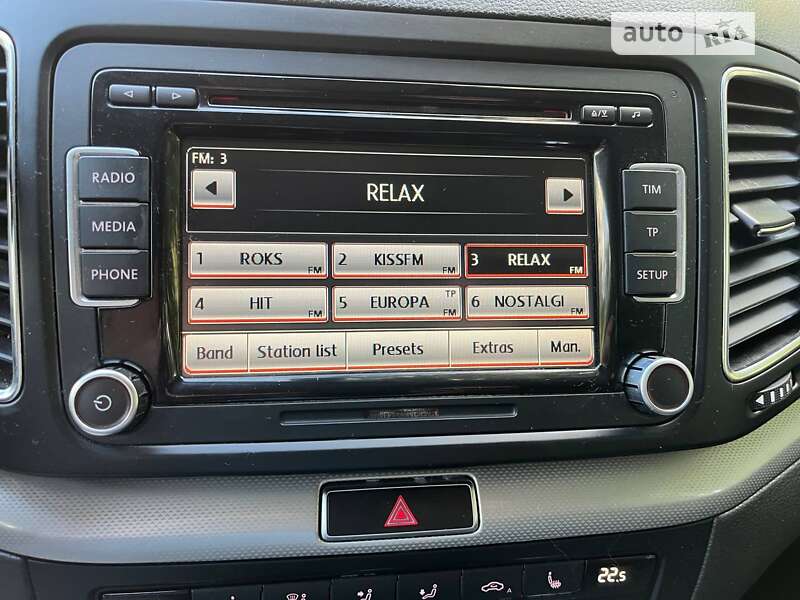 auto RIA
FM: 3
RADIO
RELAX
TIM
MEDIA
TP
PHONE
SETUP
1 ROKS FM
2 KISSFM FM
3 RELAX FM
4 HIT FM
5 EUROPA TP FM
6 NOSTALGI FM
Band
Station list
Presets
Extras
Man.
A
22.5